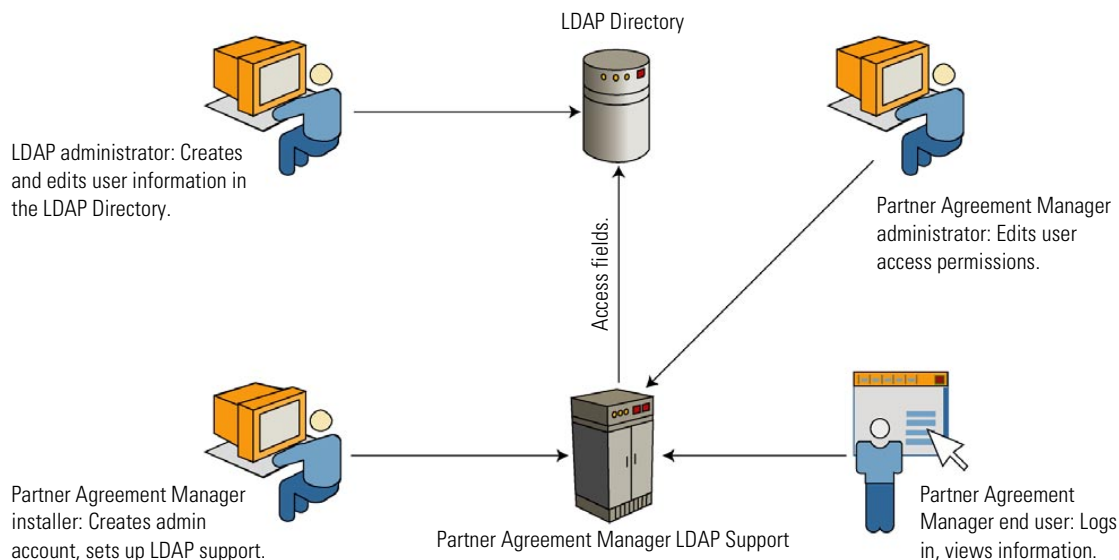 LDAP Directory
LDAP administrator: Creates
and edits user information in
the LDAP Directory.
Partner Agreement Manager
administrator: Edits user
access permissions.
Access fields.
Partner Agreement Manager
installer: Creates admin
account, sets up LDAP support.
Partner Agreement Manager LDAP Support
Partner Agreement
Manager end user: Logs
in, views information.